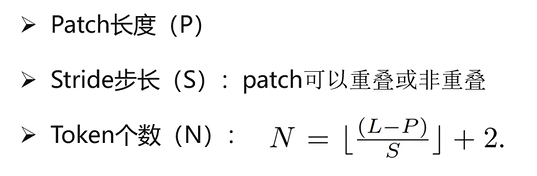 ➢ Patch长度（P）
➢ Stride步长（S）：patch可以重叠或非重叠
➢ Token个数（N）： N = ⌊(L−P)/S⌋ + 2.